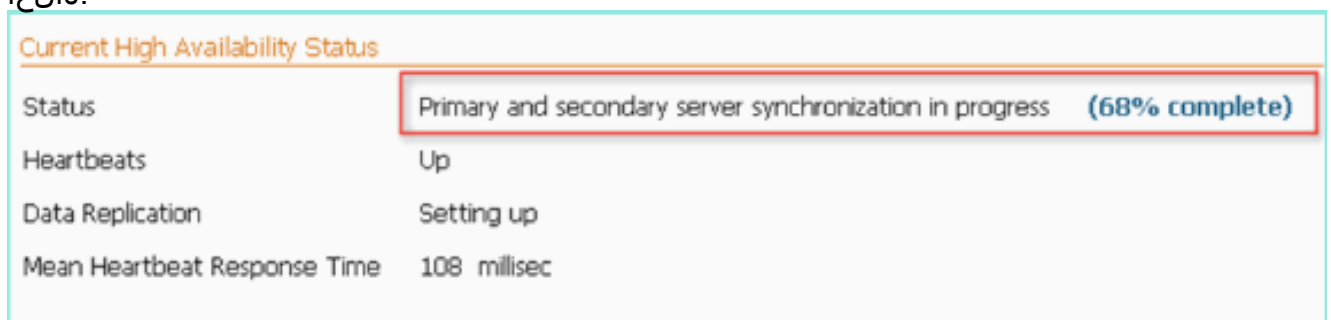 Current High Availability Status
Status Primary and secondary server synchronization in progress (68% complete)
Heartbeats Up
Data Replication Setting up
Mean Heartbeat Response Time 108 millisec